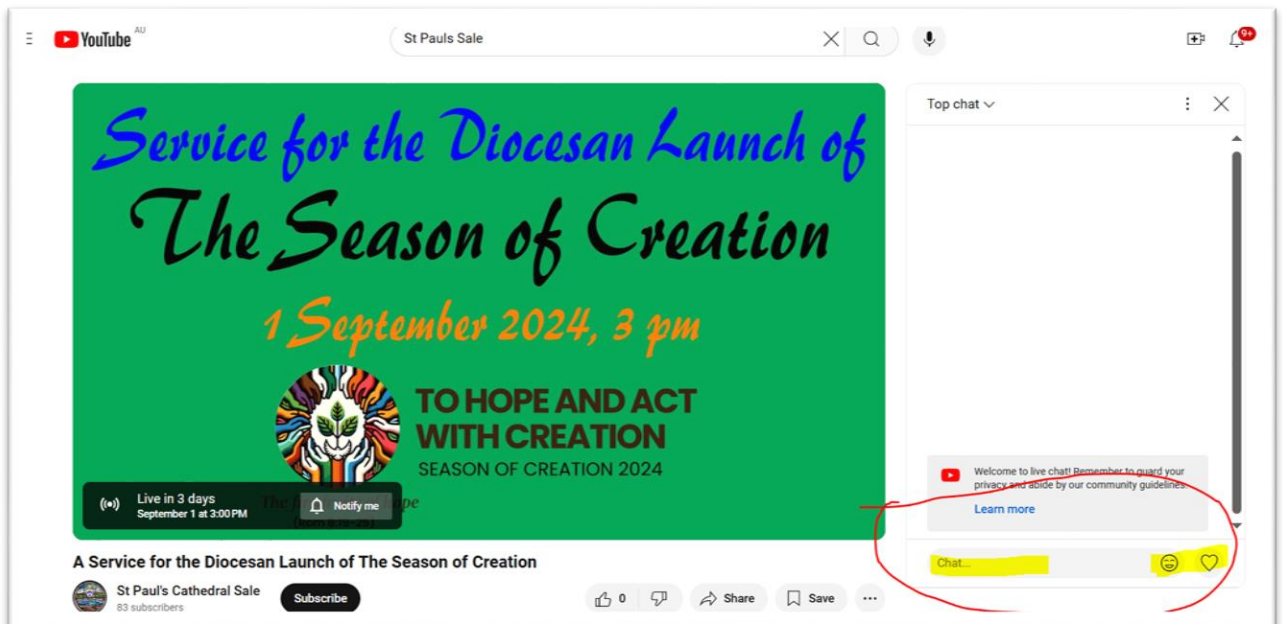 YouTube AU
St Pauls Sale
9+
Service for the Diocesan Launch of
The Season of Creation
1 September 2024, 3 pm
TO HOPE AND ACT
WITH CREATION
SEASON OF CREATION 2024
The hope
Live in 3 days
September 1 at 3:00 PM
Notify me
A Service for the Diocesan Launch of The Season of Creation
St Paul's Cathedral Sale
83 subscribers
Subscribe
0
Share
Save
Top chat
Welcome to live chat! Remember to guard your
privacy and abide by our community guidelines.
Learn more
Chat...